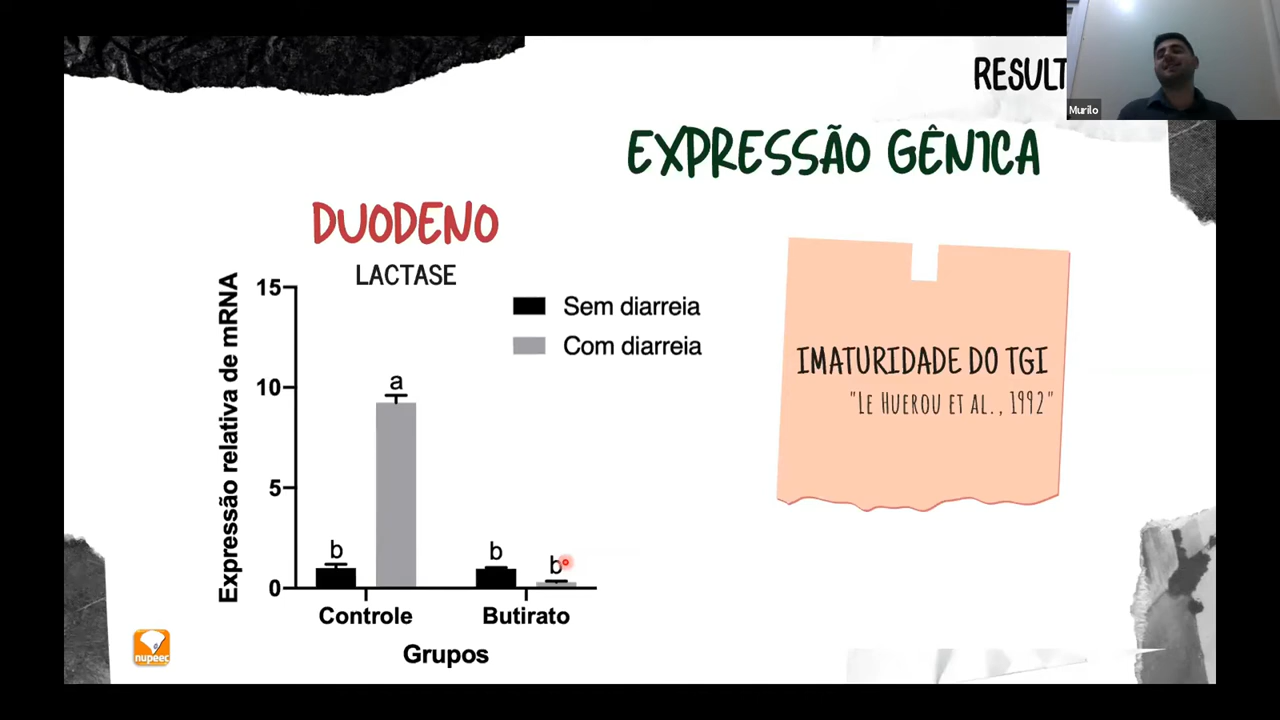 RESULT
Murilo
EXPRESSÃO GÊNICA
DUODENO
LACTASE
Expressão relativa de mRNA
15
10
5
0
Sem diarreia
Com diarreia
a
b
b
b
Controle
Butirato
Grupos
IMATURIDADE DO TGI
"LE HUEROU ET AL., 1992"
nupeec